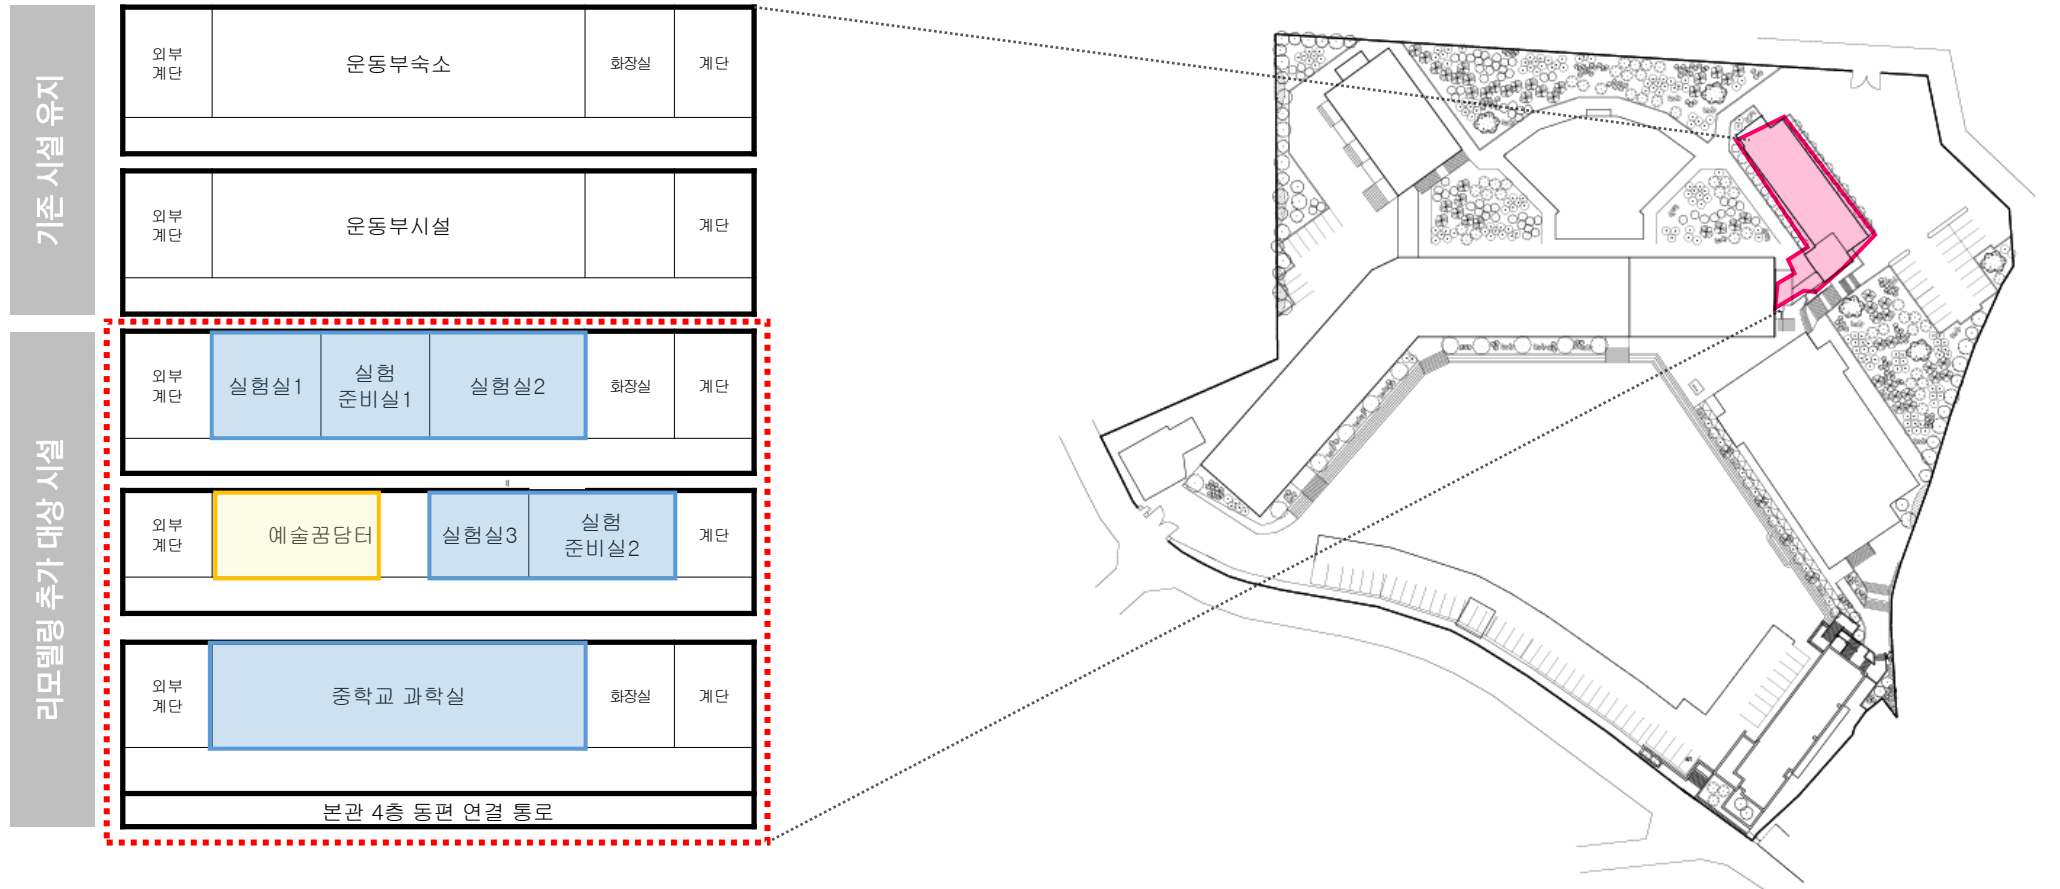 기존 시설 유지
외부
계단
운동부숙소
화장실
계단
외부
계단
운동부시설
계단
리모델링 추가 대상 시설
외부
계단
실험실1
실험
준비실1
실험실2
화장실
계단
외부
계단
예술꿈담터
실험실3
실험
준비실2
계단
외부
계단
중학교 과학실
화장실
계단
본관 4층 동편 연결 통로